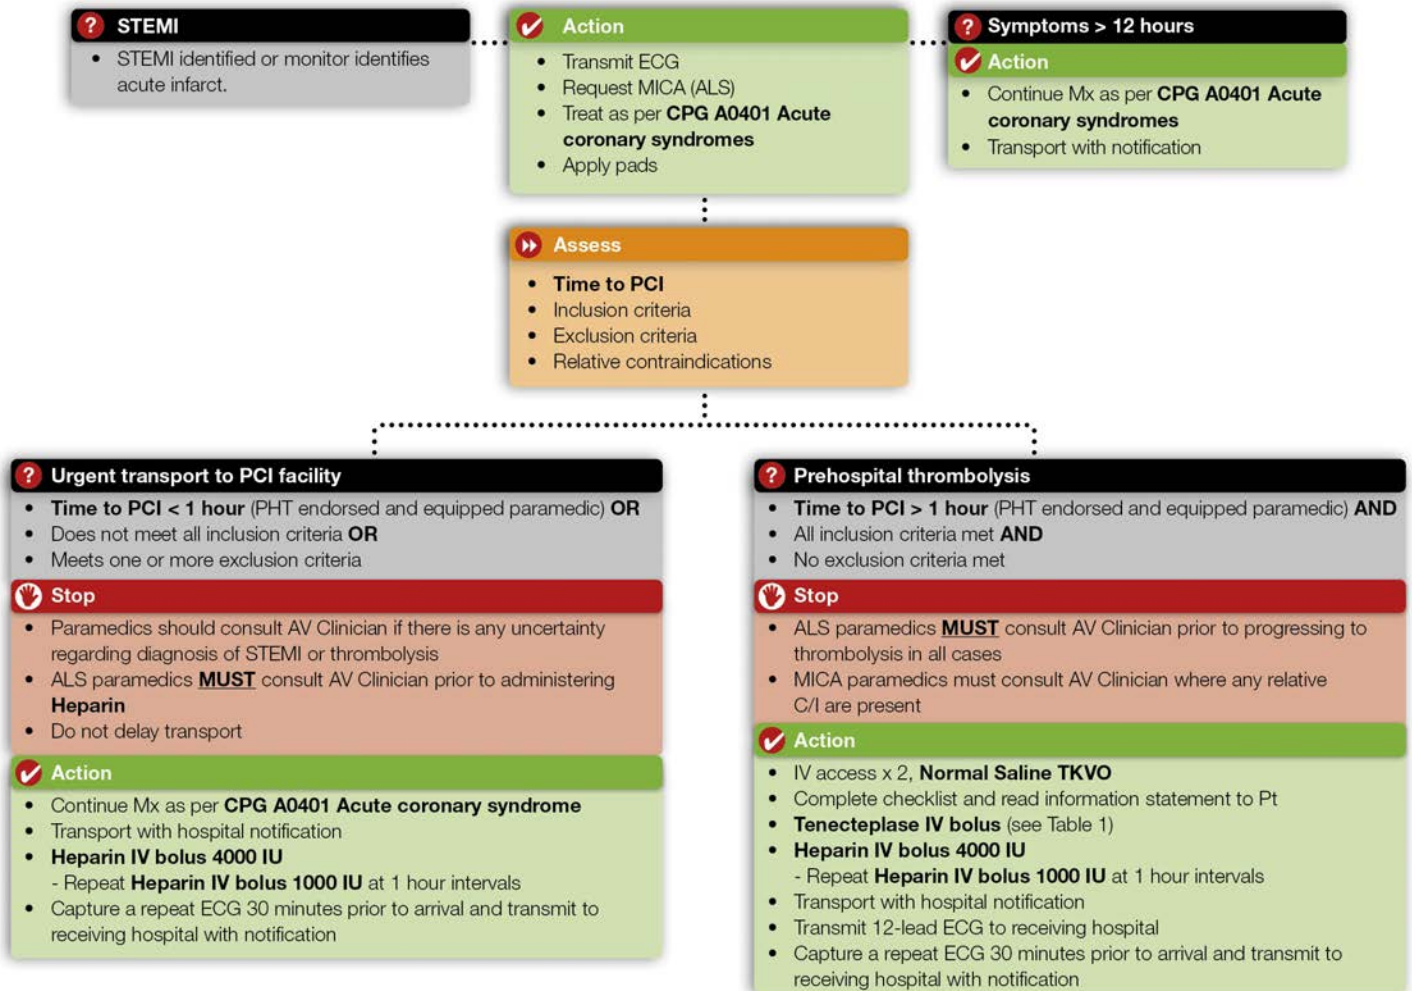 STEMI
• STEMI identified or monitor identifies
acute infarct.
Action
• Transmit ECG
• Request MICA (ALS)
• Treat as per CPG A0401 Acute
coronary syndromes
• Apply pads
Symptoms > 12 hours
Action
• Continue Mx as per CPG A0401 Acute
coronary syndromes
• Transport with notification
Assess
• Time to PCI
• Inclusion criteria
• Exclusion criteria
• Relative contraindications
Urgent transport to PCI facility
• Time to PCI < 1 hour (PHT endorsed and equipped paramedic) OR
• Does not meet all inclusion criteria OR
• Meets one or more exclusion criteria
Stop
• Paramedics should consult AV Clinician if there is any uncertainty
regarding diagnosis of STEMI or thrombolysis
• ALS paramedics MUST consult AV Clinician prior to administering
Heparin
• Do not delay transport
Action
• Continue Mx as per CPG A0401 Acute coronary syndrome
• Transport with hospital notification
• Heparin IV bolus 4000 IU
- Repeat Heparin IV bolus 1000 IU at 1 hour intervals
• Capture a repeat ECG 30 minutes prior to arrival and transmit to
receiving hospital with notification
Prehospital thrombolysis
• Time to PCI > 1 hour (PHT endorsed and equipped paramedic) AND
• All inclusion criteria met AND
• No exclusion criteria met
Stop
• ALS paramedics MUST consult AV Clinician prior to progressing to
thrombolysis in all cases
• MICA paramedics must consult AV Clinician where any relative
C/I are present
Action
• IV access x 2, Normal Saline TKVO
• Complete checklist and read information statement to Pt
• Tenecteplase IV bolus (see Table 1)
• Heparin IV bolus 4000 IU
- Repeat Heparin IV bolus 1000 IU at 1 hour intervals
• Transport with hospital notification
• Transmit 12-lead ECG to receiving hospital
• Capture a repeat ECG 30 minutes prior to arrival and transmit to
receiving hospital with notification